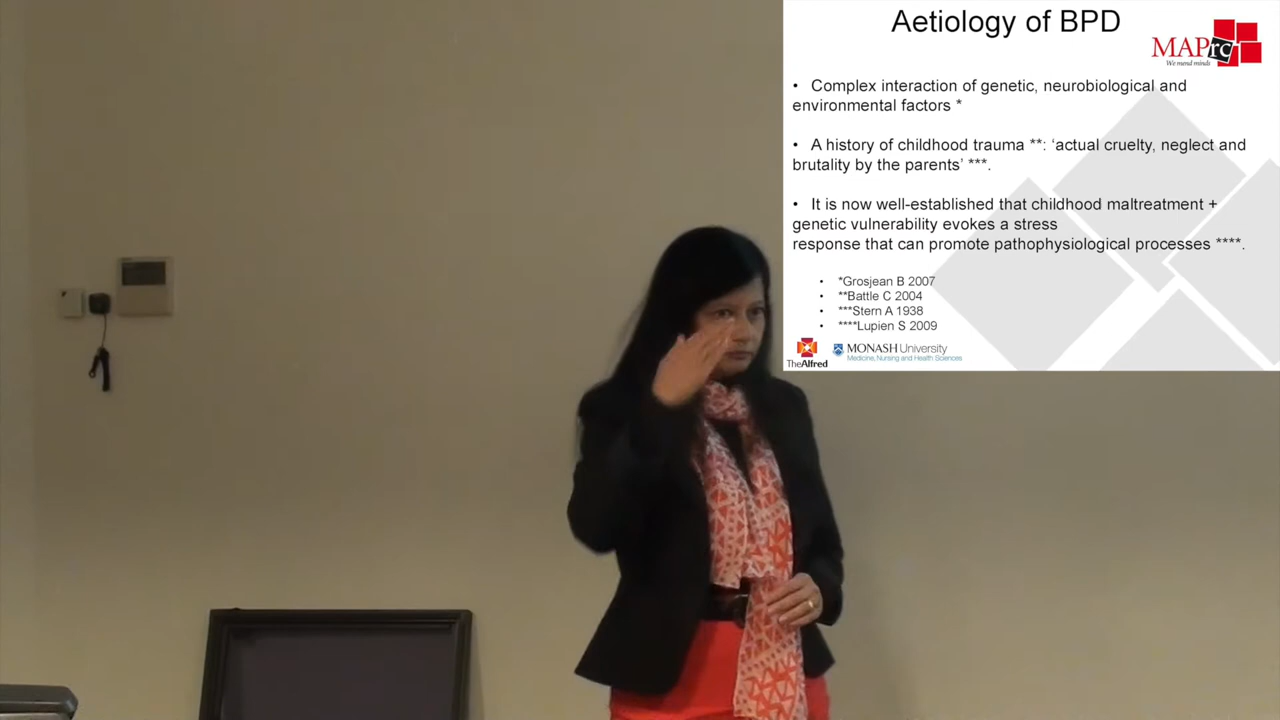 Aetiology of BPD
MAPrc
We mend minds
• Complex interaction of genetic, neurobiological and
environmental factors *
• A history of childhood trauma **: ‘actual cruelty, neglect and
brutality by the parents’ ***.
• It is now well-established that childhood maltreatment +
genetic vulnerability evokes a stress
response that can promote pathophysiological processes ****.
• *Grosjean B 2007
• **Battle C 2004
• ***Stern A 1938
• ****Lupien S 2009
TheAlfred
MONASH University
Medicine, Nursing and Health Sciences